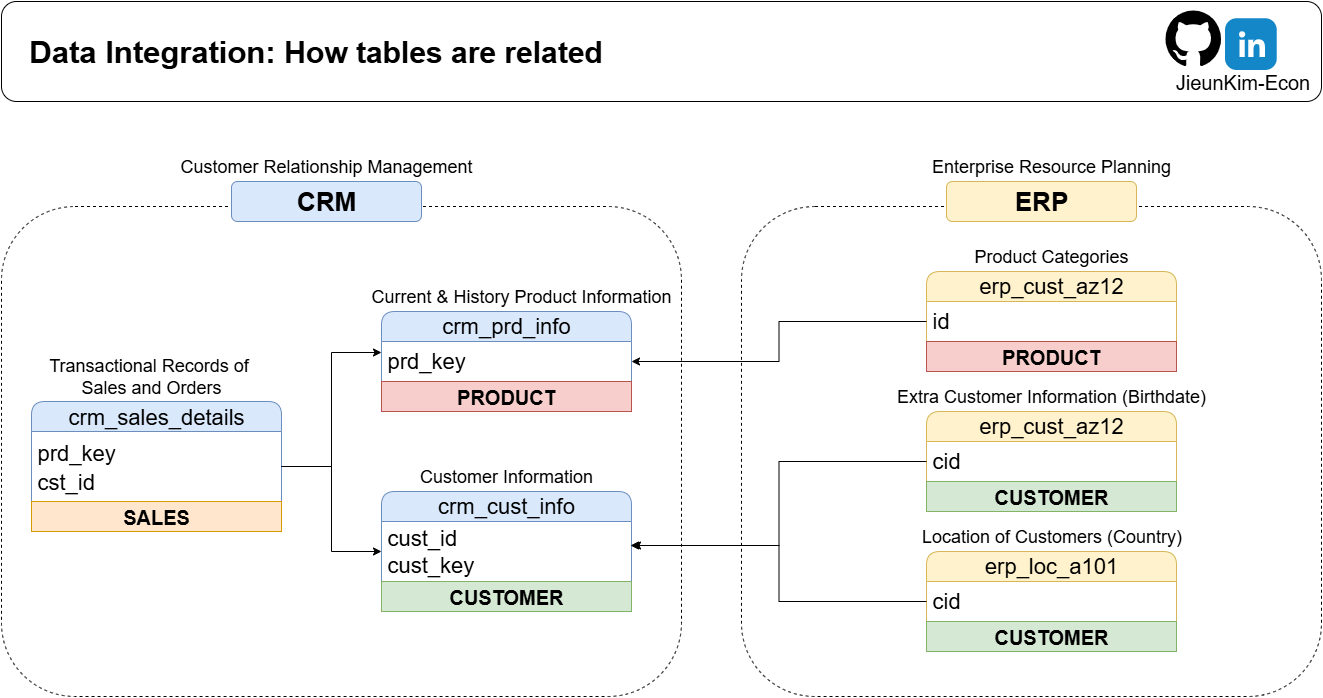 Data Integration: How tables are related
in
JieunKim-Econ
Customer Relationship Management
CRM
Transactional Records of
Sales and Orders
crm_sales_details
prd_key
cst_id
SALES
Current & History Product Information
crm_prd_info
prd_key
PRODUCT
Customer Information
crm_cust_info
cust_id
cust_key
CUSTOMER
Enterprise Resource Planning
ERP
Product Categories
erp_cust_az12
id
PRODUCT
Extra Customer Information (Birthdate)
erp_cust_az12
cid
CUSTOMER
Location of Customers (Country)
erp_loc_a101
cid
CUSTOMER